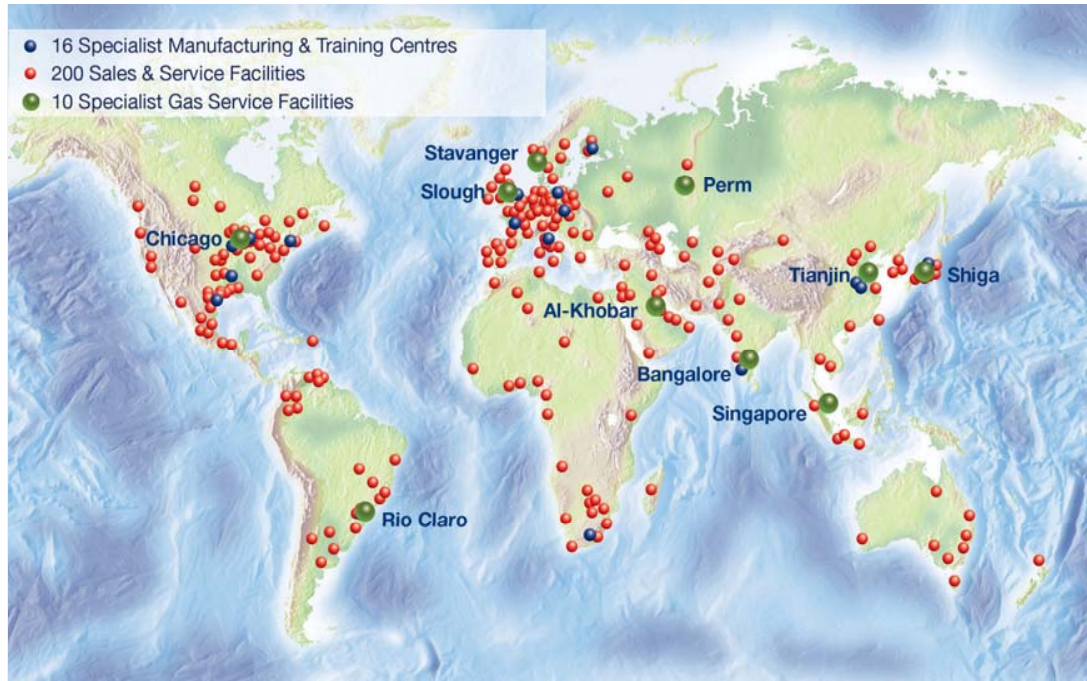 16 Specialist Manufacturing & Training Centres
200 Sales & Service Facilities
10 Specialist Gas Service Facilities
Stavanger
Slough
Perm
Chicago
Tianjin
Shiga
Al-Khobar
Bangalore
Singapore
Rio Claro